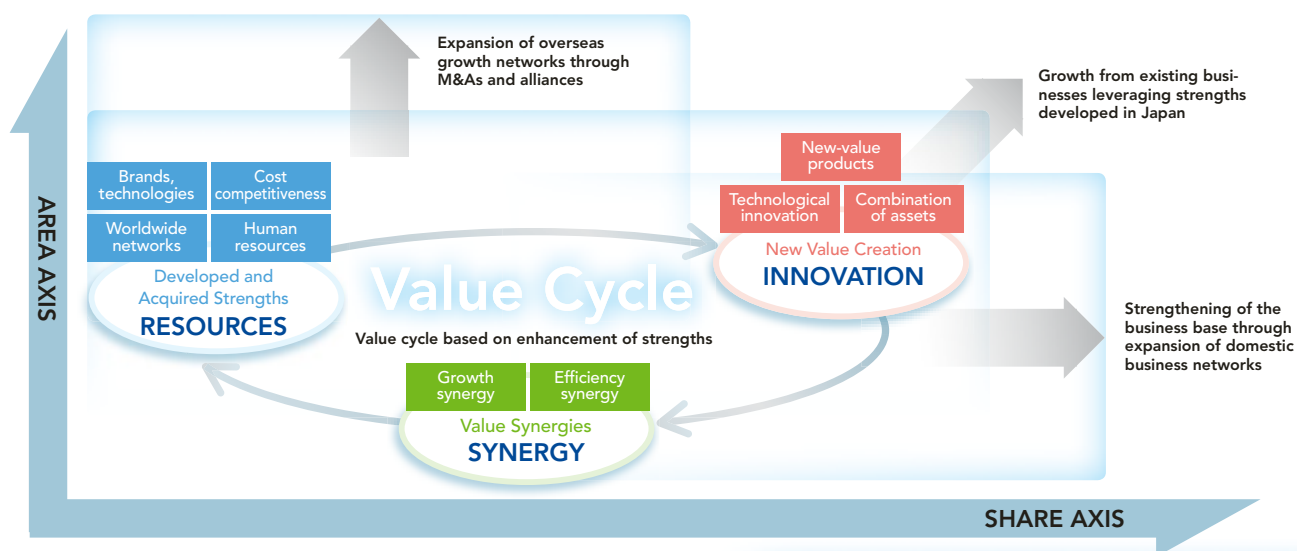 Expansion of overseas
growth networks through
M&As and alliances
Growth from existing busi-
nesses leveraging strengths
developed in Japan
New-value
products
Brands,
technologies
Cost
competitiveness
Technological
innovation
Combination
of assets
Worldwide
networks
Human
resources
AREA AXIS
New Value Creation
INNOVATION
Developed and
Acquired Strengths
RESOURCES
Value Cycle
Value cycle based on enhancement of strengths
Strengthening of the
business base through
expansion of domestic
business networks
Growth
synergy
Efficiency
synergy
Value Synergies
SYNERGY
SHARE AXIS